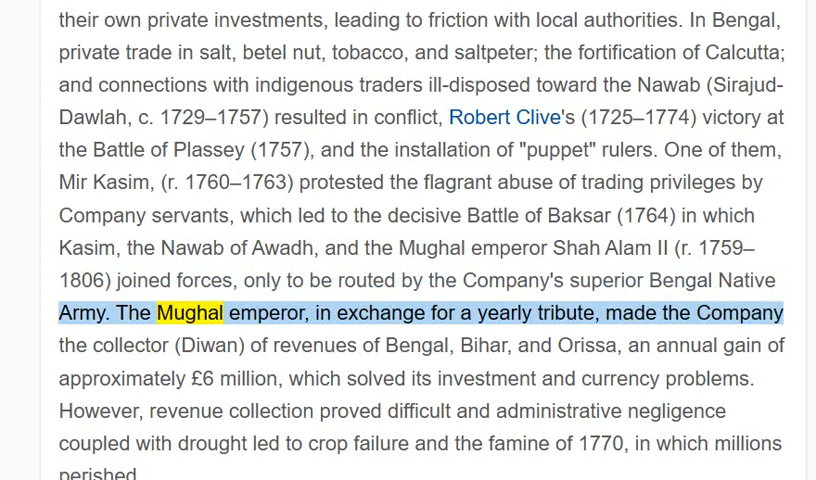 their own private investments, leading to friction with local authorities. In Bengal,
private trade in salt, betel nut, tobacco, and saltpeter; the fortification of Calcutta;
and connections with indigenous traders ill-disposed toward the Nawab (Sirajud-
Dawlah, c. 1729–1757) resulted in conflict, Robert Clive's (1725–1774) victory at
the Battle of Plassey (1757), and the installation of "puppet" rulers. One of them,
Mir Kasim, (r. 1760–1763) protested the flagrant abuse of trading privileges by
Company servants, which led to the decisive Battle of Baksar (1764) in which
Kasim, the Nawab of Awadh, and the Mughal emperor Shah Alam II (r. 1759–
1806) joined forces, only to be routed by the Company's superior Bengal Native
Army. The Mughal emperor, in exchange for a yearly tribute, made the Company
the collector (Diwan) of revenues of Bengal, Bihar, and Orissa, an annual gain of
approximately £6 million, which solved its investment and currency problems.
However, revenue collection proved difficult and administrative negligence
coupled with drought led to crop failure and the famine of 1770, in which millions
perished.